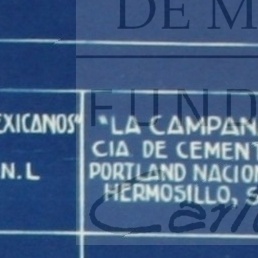 DE M
EXICANOS"
N. L
"LA CAMPAN
CIA. DE CEMENT
PORTLAND NACION
HERMOSILLO, S
FUND